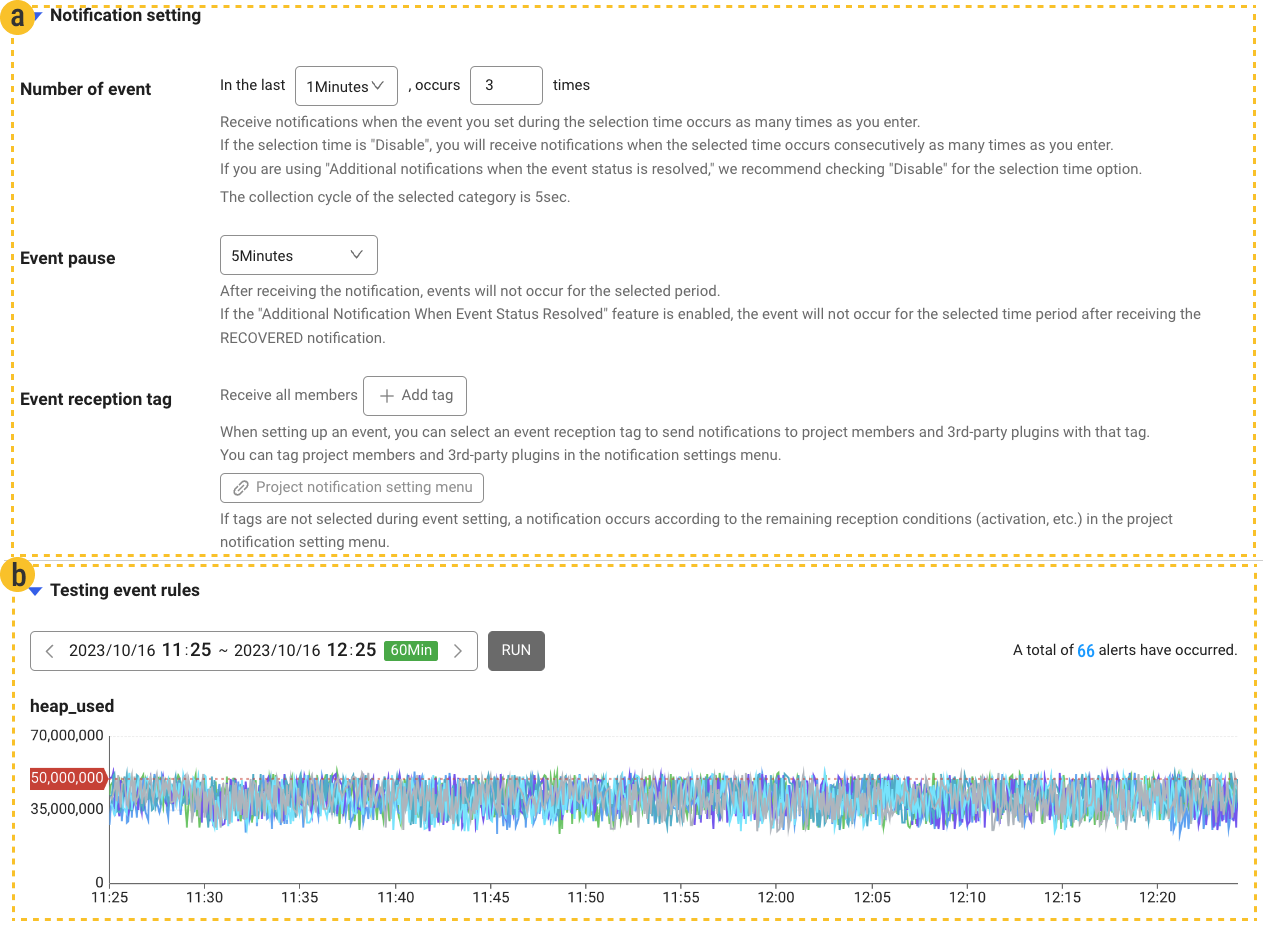 a
Notification setting
Number of event
In the last 1Minutes , occurs 3 times
Receive notifications when the event you set during the selection time occurs as many times as you enter.
If the selection time is "Disable", you will receive notifications when the selected time occurs consecutively as many times as you enter.
If you are using "Additional notifications when the event status is resolved," we recommend checking "Disable" for the selection time option.
The collection cycle of the selected category is 5sec.
Event pause
5Minutes
After receiving the notification, events will not occur for the selected period.
If the "Additional Notification When Event Status Resolved" feature is enabled, the event will not occur for the selected time period after receiving the
RECOVERED notification.
Event reception tag
Receive all members + Add tag
When setting up an event, you can select an event reception tag to send notifications to project members and 3rd-party plugins with that tag.
You can tag project members and 3rd-party plugins in the notification settings menu.
Project notification setting menu
If tags are not selected during event setting, a notification occurs according to the remaining reception conditions (activation, etc.) in the project
notification setting menu.
b
Testing event rules
2023/10/16 11:25 ~ 2023/10/16 12:25 60Min RUN
A total of 66 alerts have occurred.
heap_used
70,000,000
50,000,000
35,000,000
0
11:25 11:30 11:35 11:40 11:45 11:50 11:55 12:00 12:05 12:10 12:15 12:20